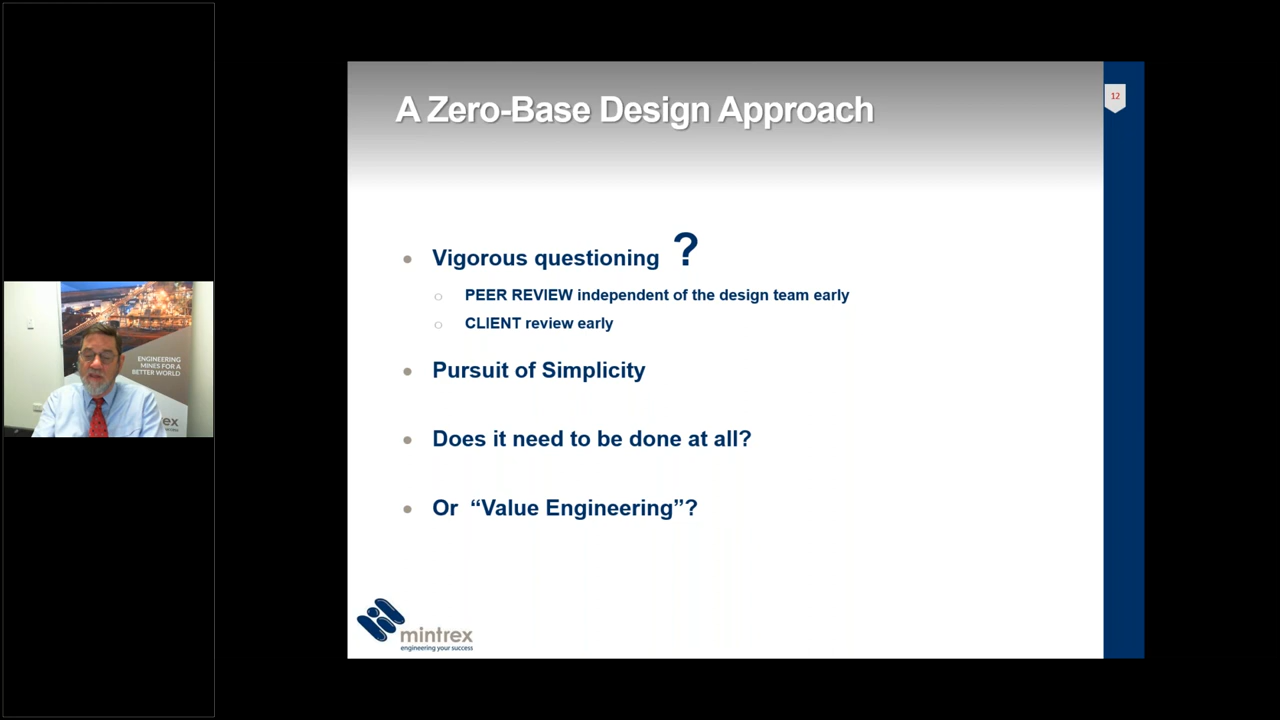 A Zero-Base Design Approach
12
Vigorous questioning ?
PEER REVIEW independent of the design team early
CLIENT review early
Pursuit of Simplicity
Does it need to be done at all?
Or “Value Engineering”?
mintrex
engineering your success
ENGINEERING
MINES FOR A
BETTER WORLD
ex